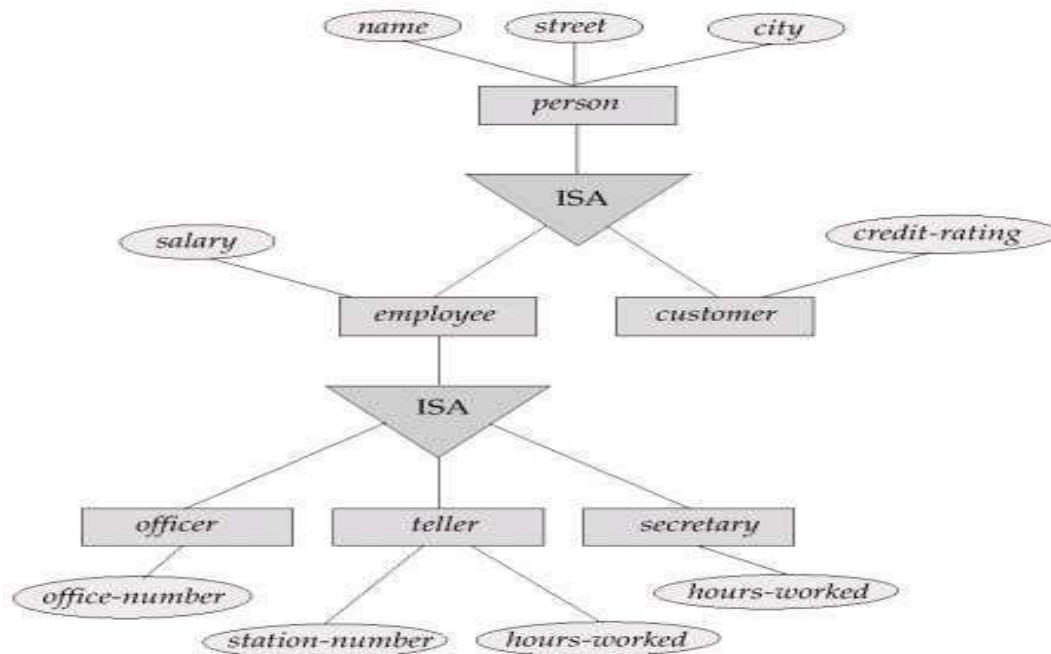 name
street
city
person
ISA
salary
credit-rating
employee
customer
ISA
officer
teller
secretary
office-number
hours-worked
station-number
hours-worked